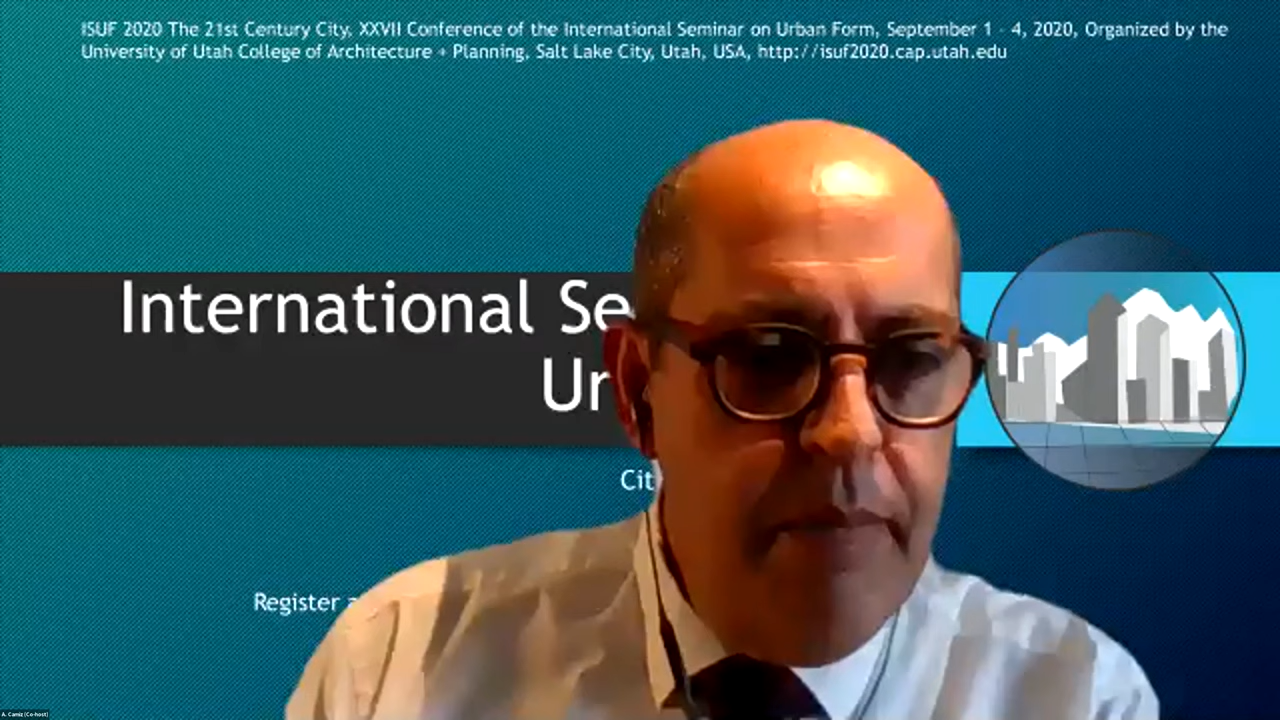 ISUF 2020 The 21st Century City, XXVII Conference of the International Seminar on Urban Form, September 1 - 4, 2020, Organized by the
University of Utah College of Architecture + Planning, Salt Lake City, Utah, USA, http://isuf2020.cap.utah.edu
International Se
Ur
Cit
Register a
A. Camiz (Co-host)